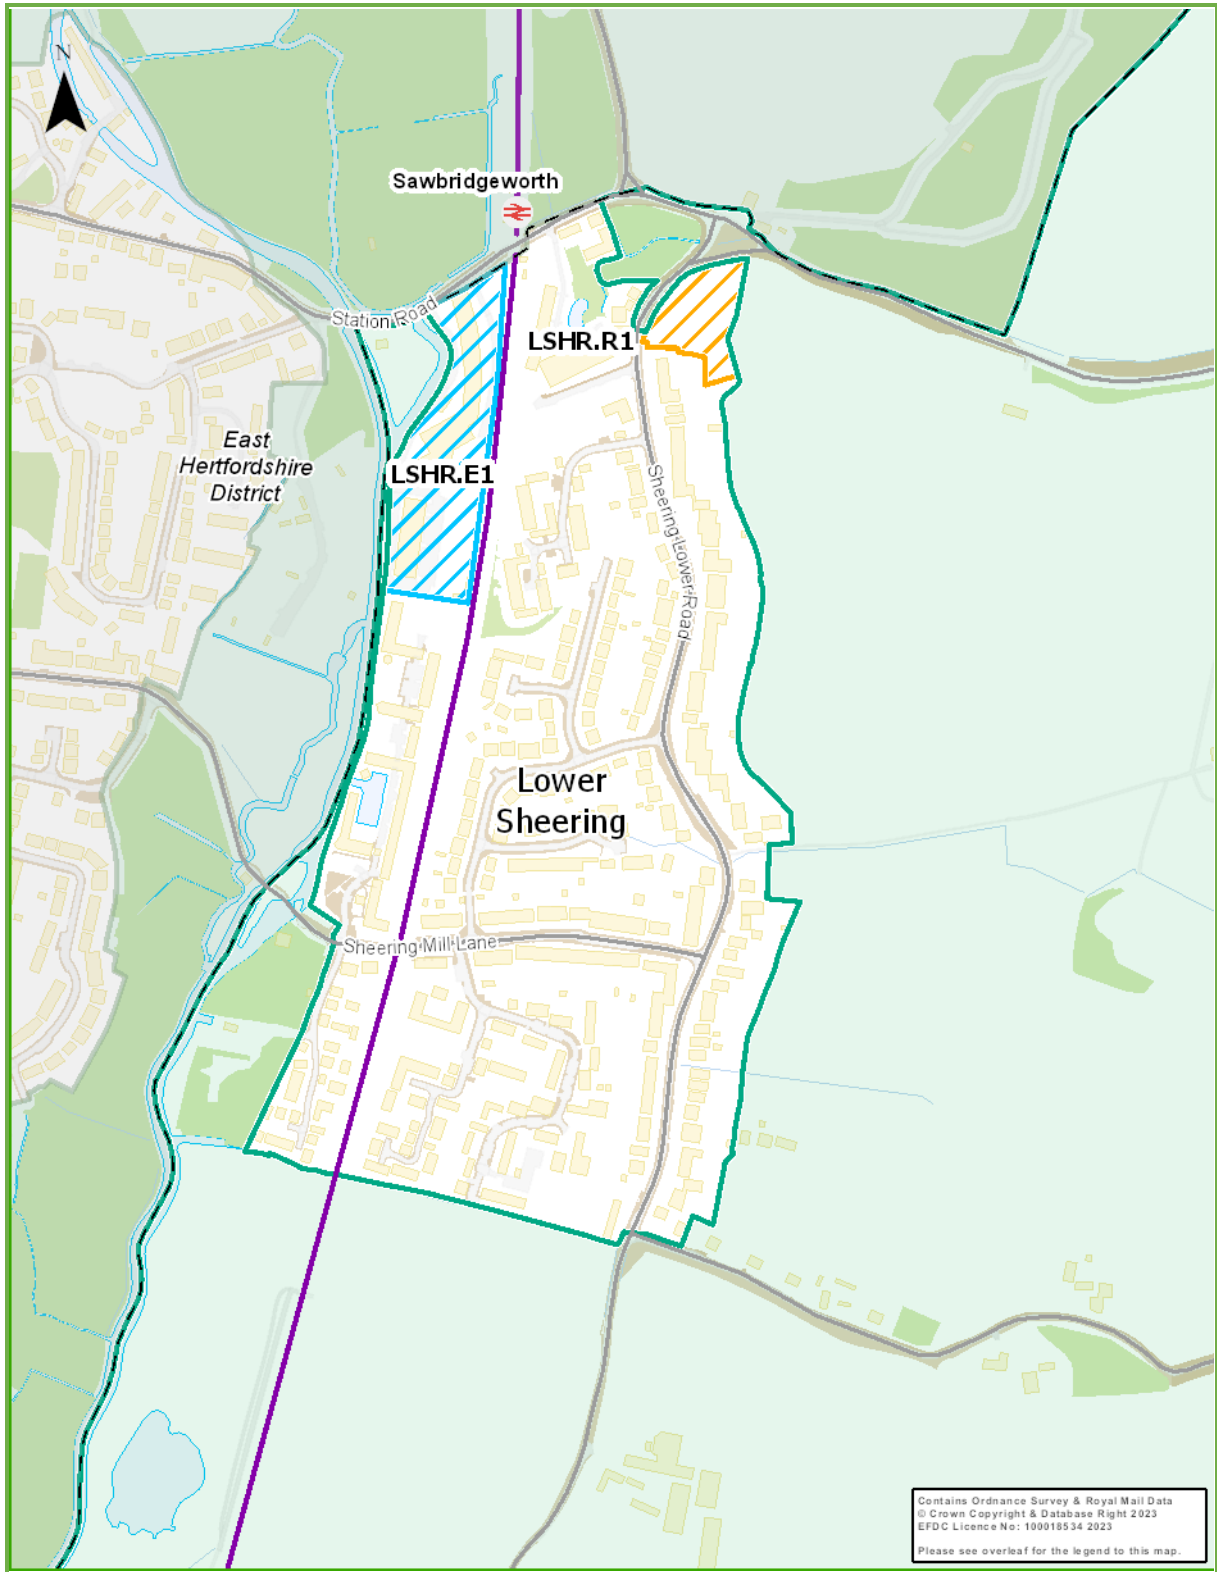 N
Sawbridgeworth
Station Road
LSHR.R1
East
Hertfordshire
District
LSHR.E1
Sheering Lower Road
Lower
Sheering
Sheering Mill Lane
Contains Ordnance Survey & Royal Mail Data
© Crown Copyright & Database Right 2023
EFDC Licence No: 100018534 2023
Please see overleaf for the legend to this map.